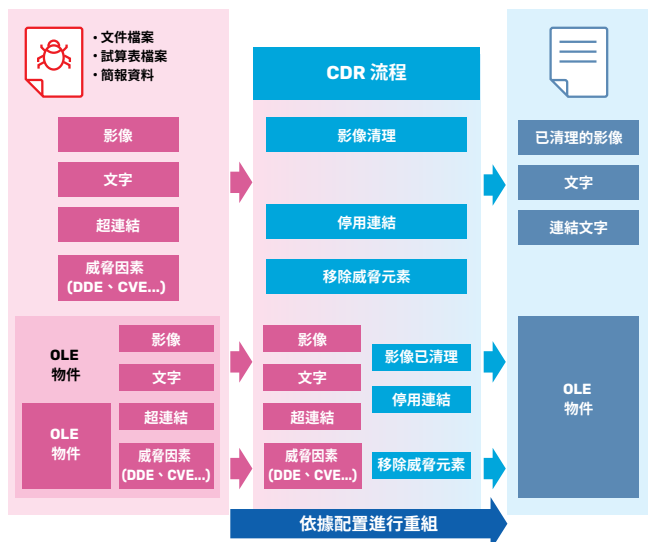 ・文件檔案
・試算表檔案
・簡報資料
影像
文字
超連結
威脅因素
(DDE、CVE...)
OLE
物件
影像
文字
超連結
威脅因素
(DDE、CVE...)
OLE
物件
CDR 流程
影像清理
停用連結
移除威脅元素
影像
文字
超連結
威脅因素
(DDE、CVE...)
影像已清理
停用連結
移除威脅元素
已清理的影像
文字
連結文字
OLE
物件
依據配置進行重組